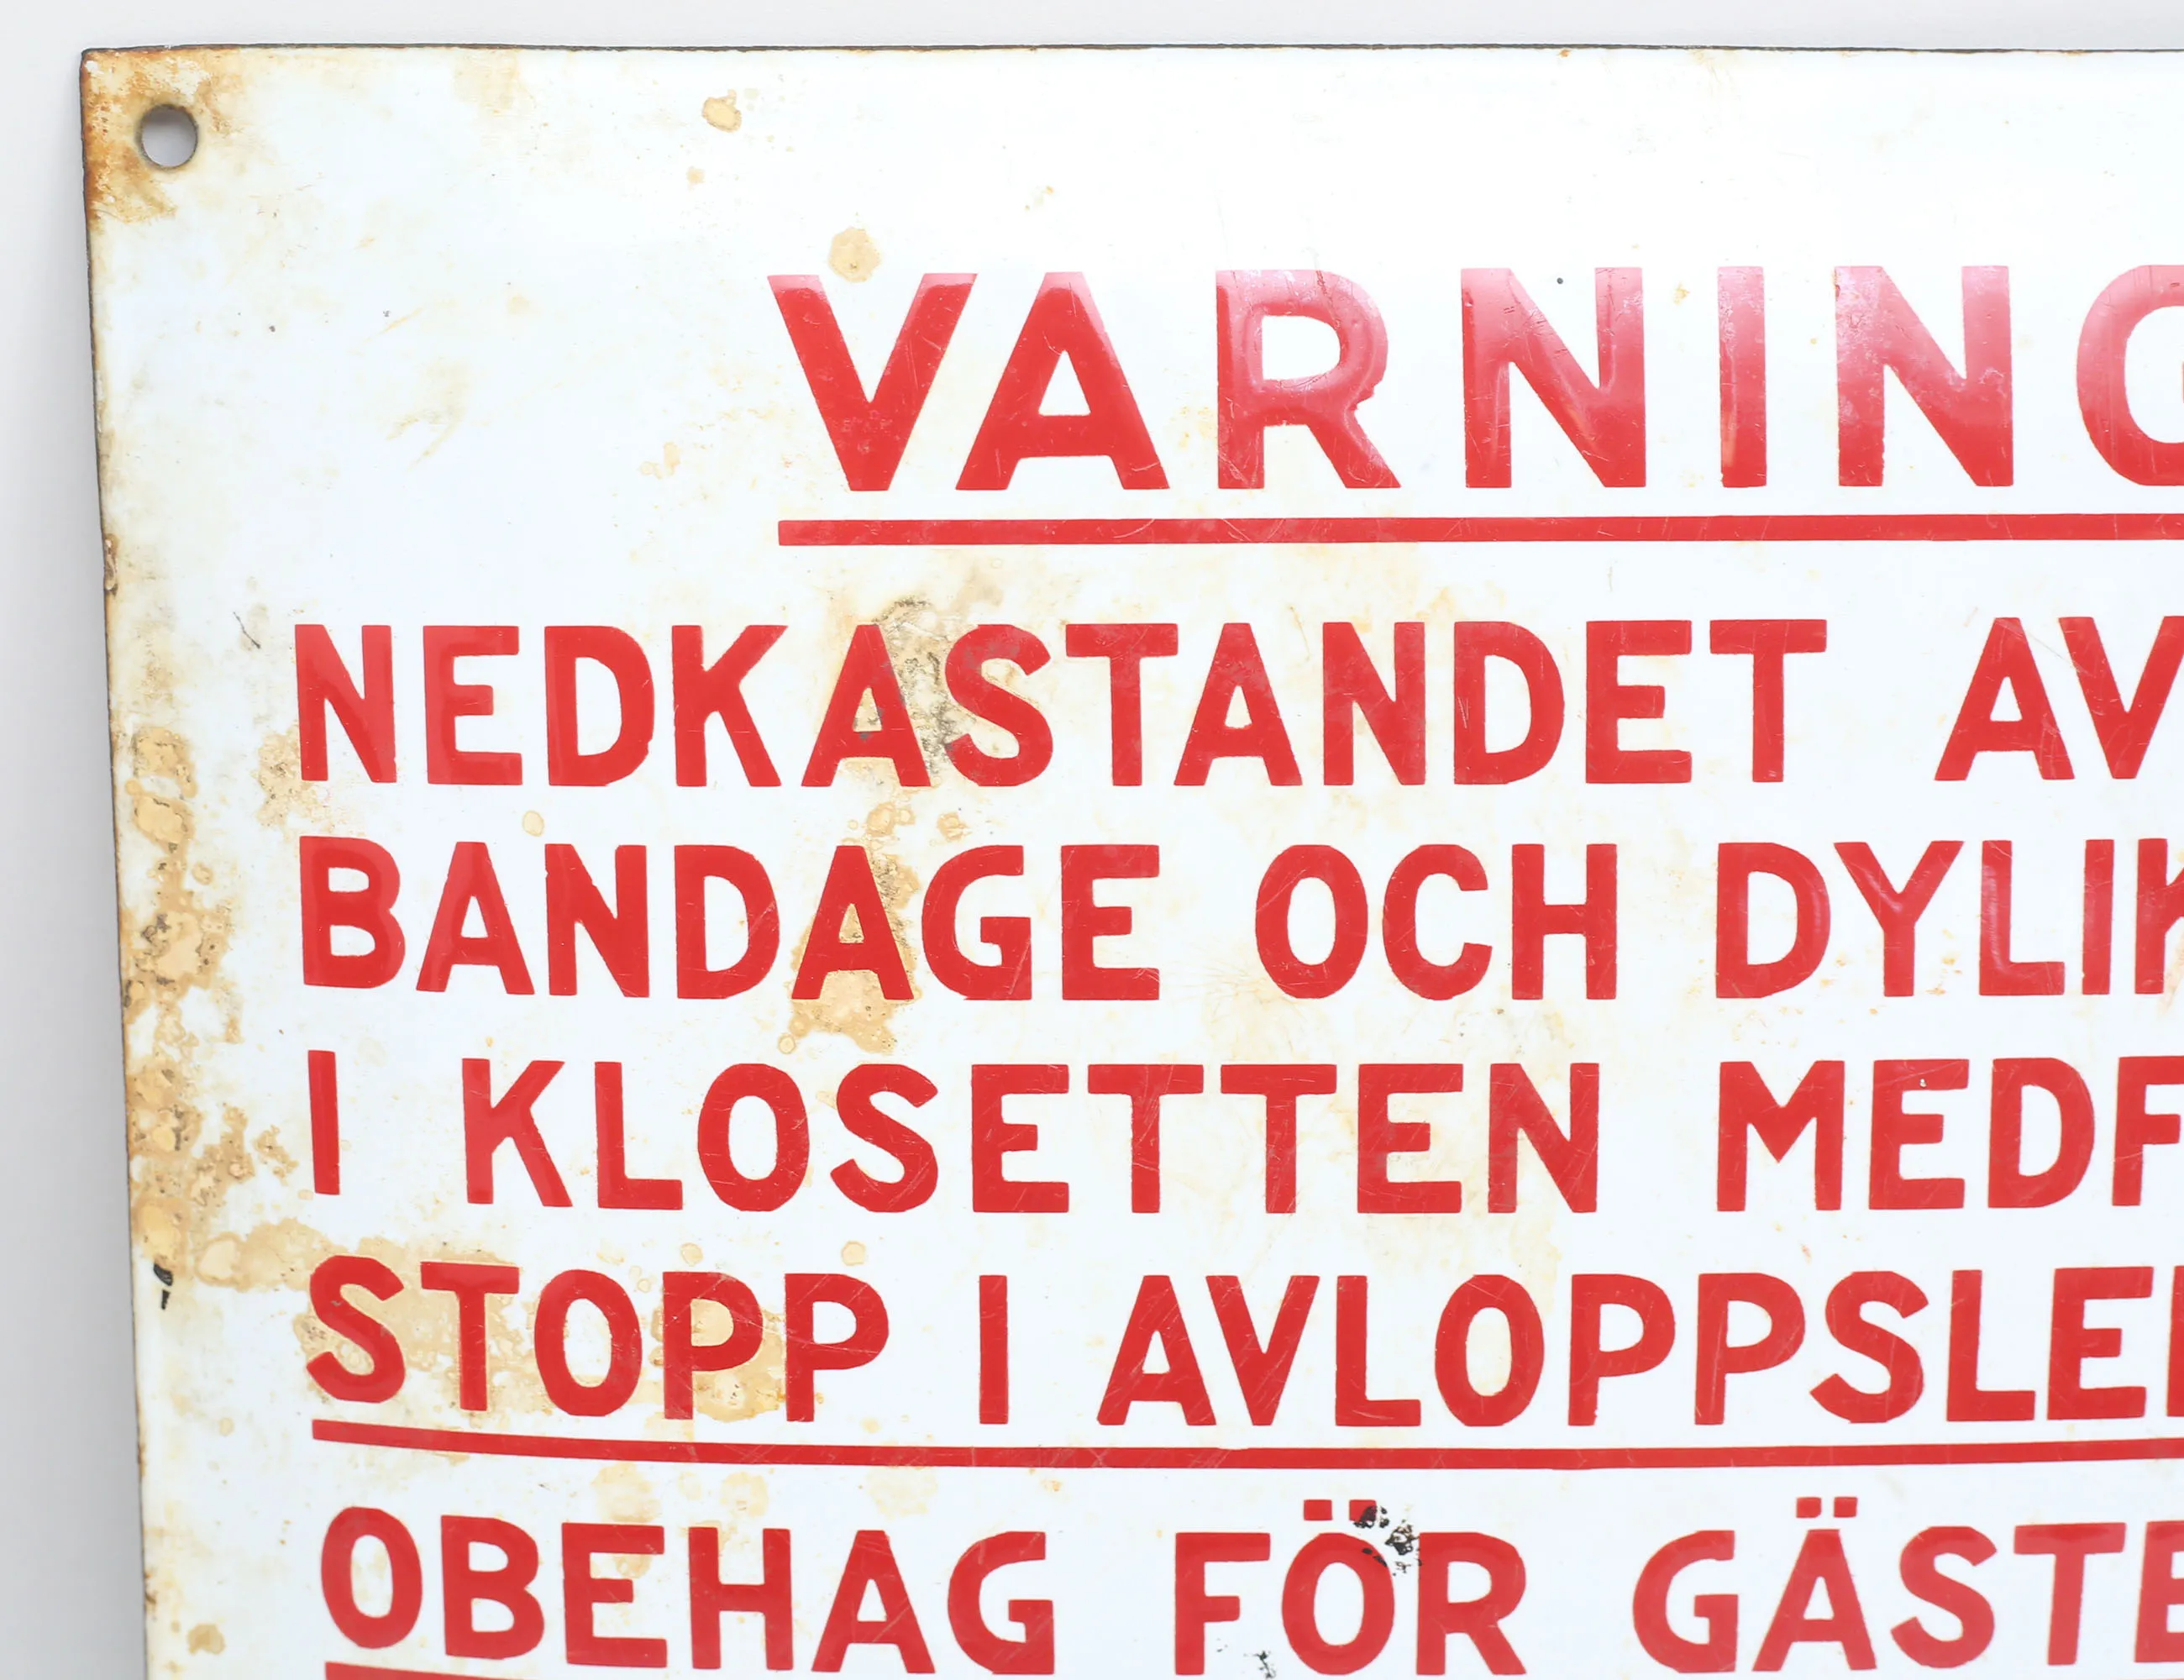 VARNING
NEDKASTANDET AV
BANDAGE OCH DYLIK
I KLOSETTEN MEDF
STOPP I AVLOPPSLE
OBEHAG FÖR GÄSTE